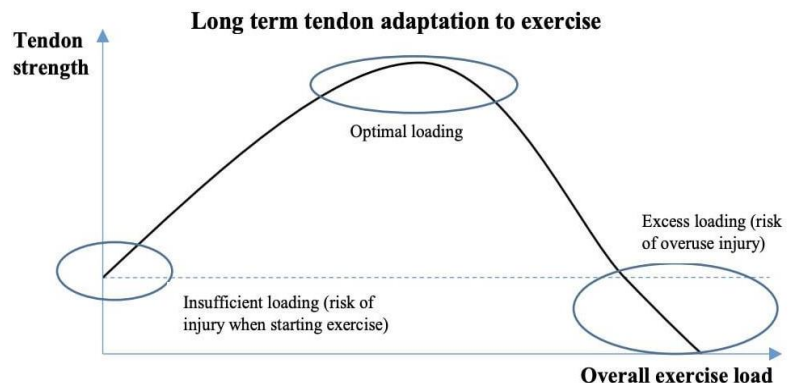 Long term tendon adaptation to exercise
Tendon
strength
Optimal loading
Excess loading (risk
of overuse injury)
Insufficient loading (risk of
injury when starting exercise)
Overall exercise load